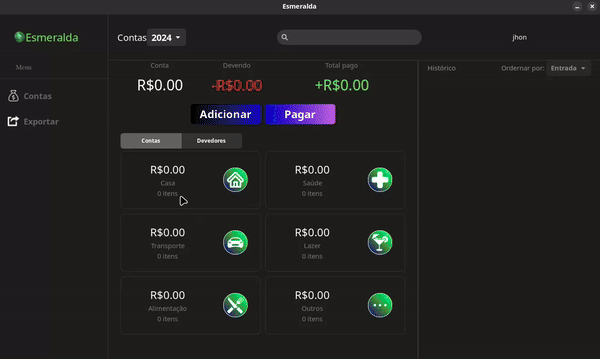 Esmeralda
Esmeralda
Contas 2024
jhon
Menu
Contas
Exportar
Conta Devendo Total pago
R$0.00 -R$0.00 +R$0.00
Histórico Ordernar por: Entrada
Adicionar Pagar
Contas Devedores
R$0.00
Casa
0 itens
R$0.00
Saúde
0 itens
R$0.00
Transporte
0 itens
R$0.00
Lazer
0 itens
R$0.00
Alimentação
0 itens
R$0.00
Outros
0 itens